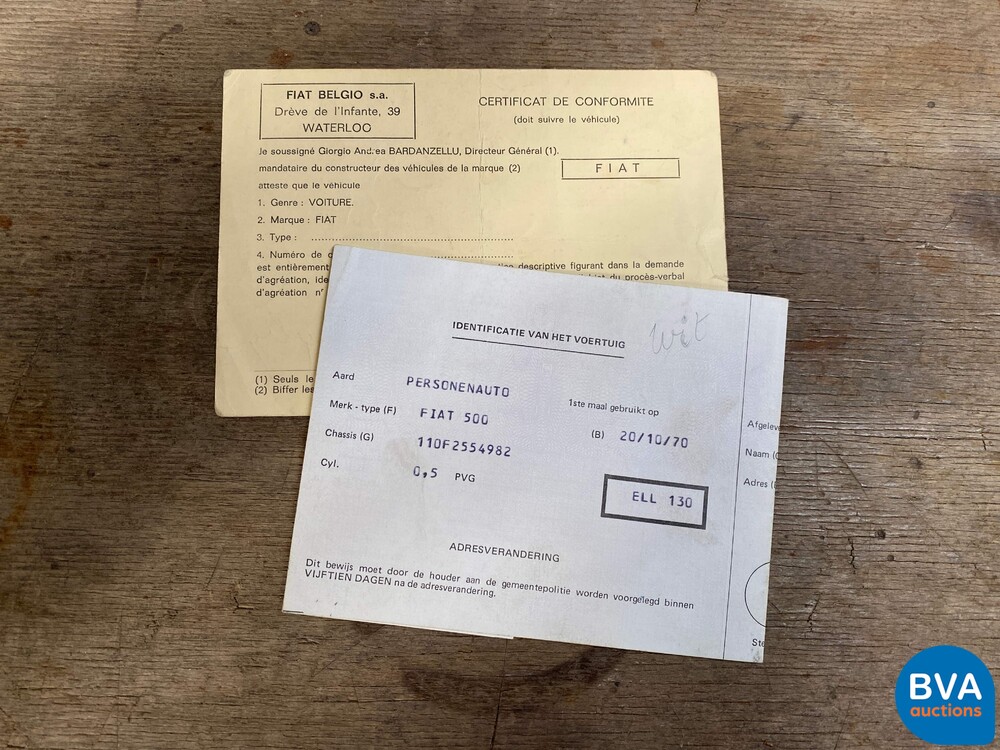 FIAT BELGIO s.a.
Drève de l'Infante, 39
WATERLOO
CERTIFICAT DE CONFORMITE
(doit suivre le véhicule)
Je soussigné Giorgio Andrea BARDANZELLU, Directeur Général (1).
mandataire du constructeur des véhicules de la marque (2)
FIAT
atteste que le véhicule
1. Genre : VOITURE.
2. Marque : FIAT
3. Type :
4. Numéro de
est entièrement descriptive figurant dans la demande
d'agréation, du procès-verbal
d'agréation n°
(1) Seuls le
(2) Biffer les
IDENTIFICATIE VAN HET VOERTUIG
wit
Aard PERSONENAUTO
Merk - type (F) FIAT 500
1ste maal gebruikt op
Chassis (G) 110F2554982
(B) 20/10/70
Cyl. 0,5 PVG
ELL 130
ADRESVERANDERING
Dit bewijs moet door de houder aan de gemeentepolitie worden voorgelegd binnen
VIJFTIEN DAGEN na de adresverandering.
Naam
Adres
BVA
auctions